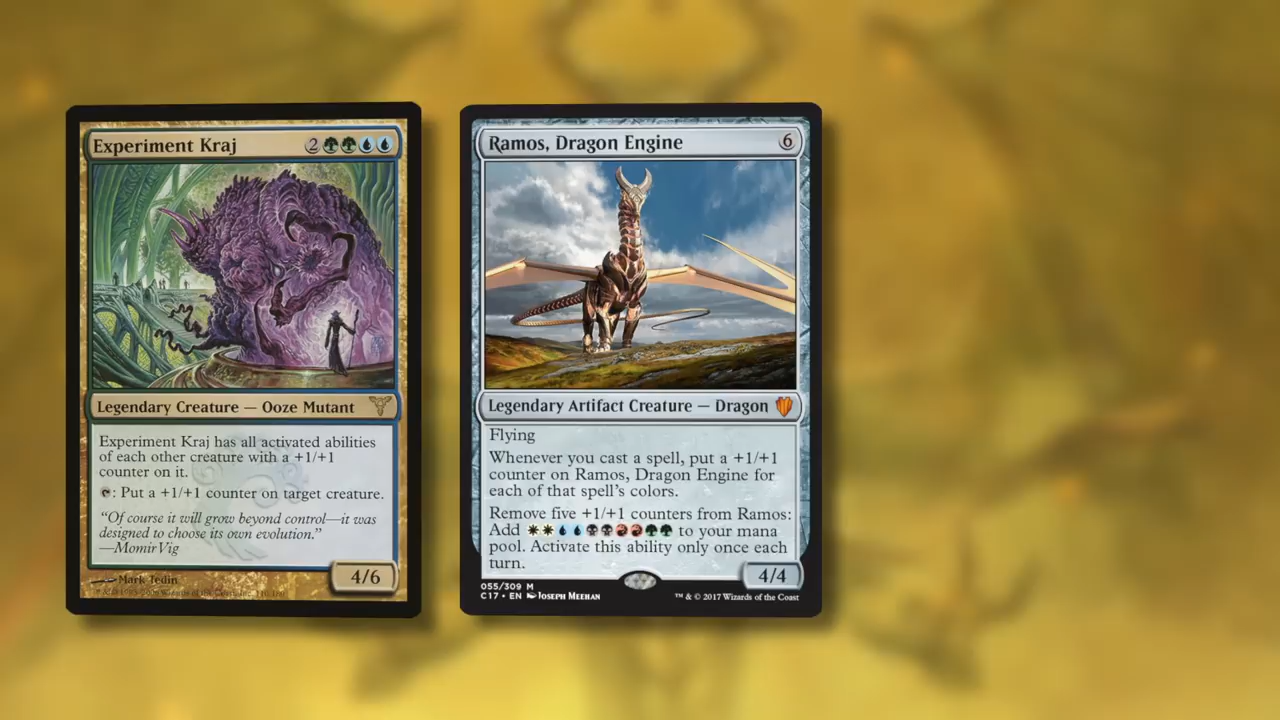 Experiment Kraj 2
Legendary Creature — Ooze Mutant
Experiment Kraj has all activated abilities
of each other creature with a +1/+1
counter on it.
: Put a +1/+1 counter on target creature.
“Of course it will grow beyond control—it was
designed to choose its own evolution.”
—Momir Vig
4/6
Mark Tedin
Ramos, Dragon Engine 6
Legendary Artifact Creature — Dragon
Flying
Whenever you cast a spell, put a +1/+1
counter on Ramos, Dragon Engine for
each of that spell’s colors.
Remove five +1/+1 counters from Ramos:
Add to your mana
pool. Activate this ability only once each
turn.
4/4
055/309 M
C17 • EN Joseph Meehan
™ & © 2017 Wizards of the Coast